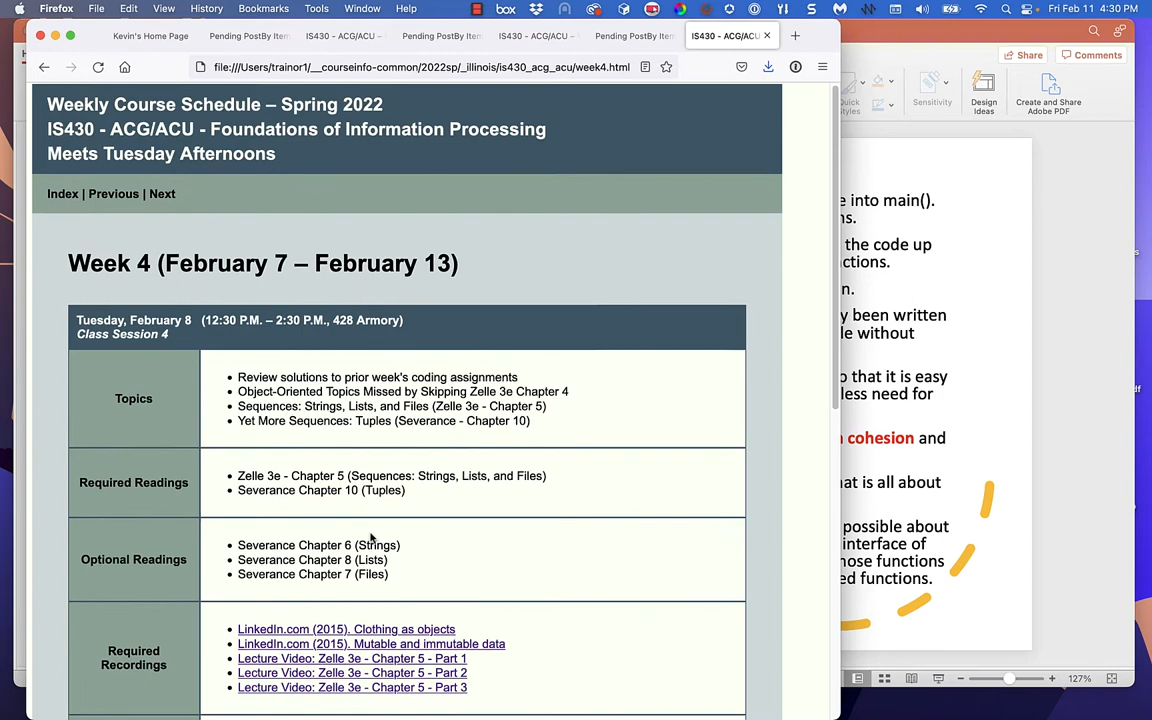 Firefox File Edit View History Bookmarks Tools Window Help box Fri Feb 11 4:30 PM
Kevin's Home Page Pending PostBy Item IS430 - ACG/ACU – Pending PostBy Item IS430 - ACG/ACU – Pending PostBy Item IS430 - ACG/ACU
file:///Users/trainor1/__courseinfo-common/2022sp/_illinois/is430_acg_acu/week4.html
Share Comments
Quick Styles
Sensitivity
Design Ideas
Create and Share Adobe PDF
Weekly Course Schedule – Spring 2022
IS430 - ACG/ACU - Foundations of Information Processing
Meets Tuesday Afternoons
Index | Previous | Next
Week 4 (February 7 – February 13)
Tuesday, February 8 (12:30 P.M. – 2:30 P.M., 428 Armory)
Class Session 4
Topics
• Review solutions to prior week's coding assignments
• Object-Oriented Topics Missed by Skipping Zelle 3e Chapter 4
• Sequences: Strings, Lists, and Files (Zelle 3e - Chapter 5)
• Yet More Sequences: Tuples (Severance - Chapter 10)
Required Readings
• Zelle 3e - Chapter 5 (Sequences: Strings, Lists, and Files)
• Severance Chapter 10 (Tuples)
Optional Readings
• Severance Chapter 6 (Strings)
• Severance Chapter 8 (Lists)
• Severance Chapter 7 (Files)
Required
Recordings
• LinkedIn.com (2015). Clothing as objects
• LinkedIn.com (2015). Mutable and immutable data
• Lecture Video: Zelle 3e - Chapter 5 - Part 1
• Lecture Video: Zelle 3e - Chapter 5 - Part 2
• Lecture Video: Zelle 3e - Chapter 5 - Part 3
e into main().
ns.
the code up
ctions.
n.
y been written
le without
o that it is easy
less need for
cohesion and
hat is all about
possible about
interface of
hose functions
ed functions.
127%